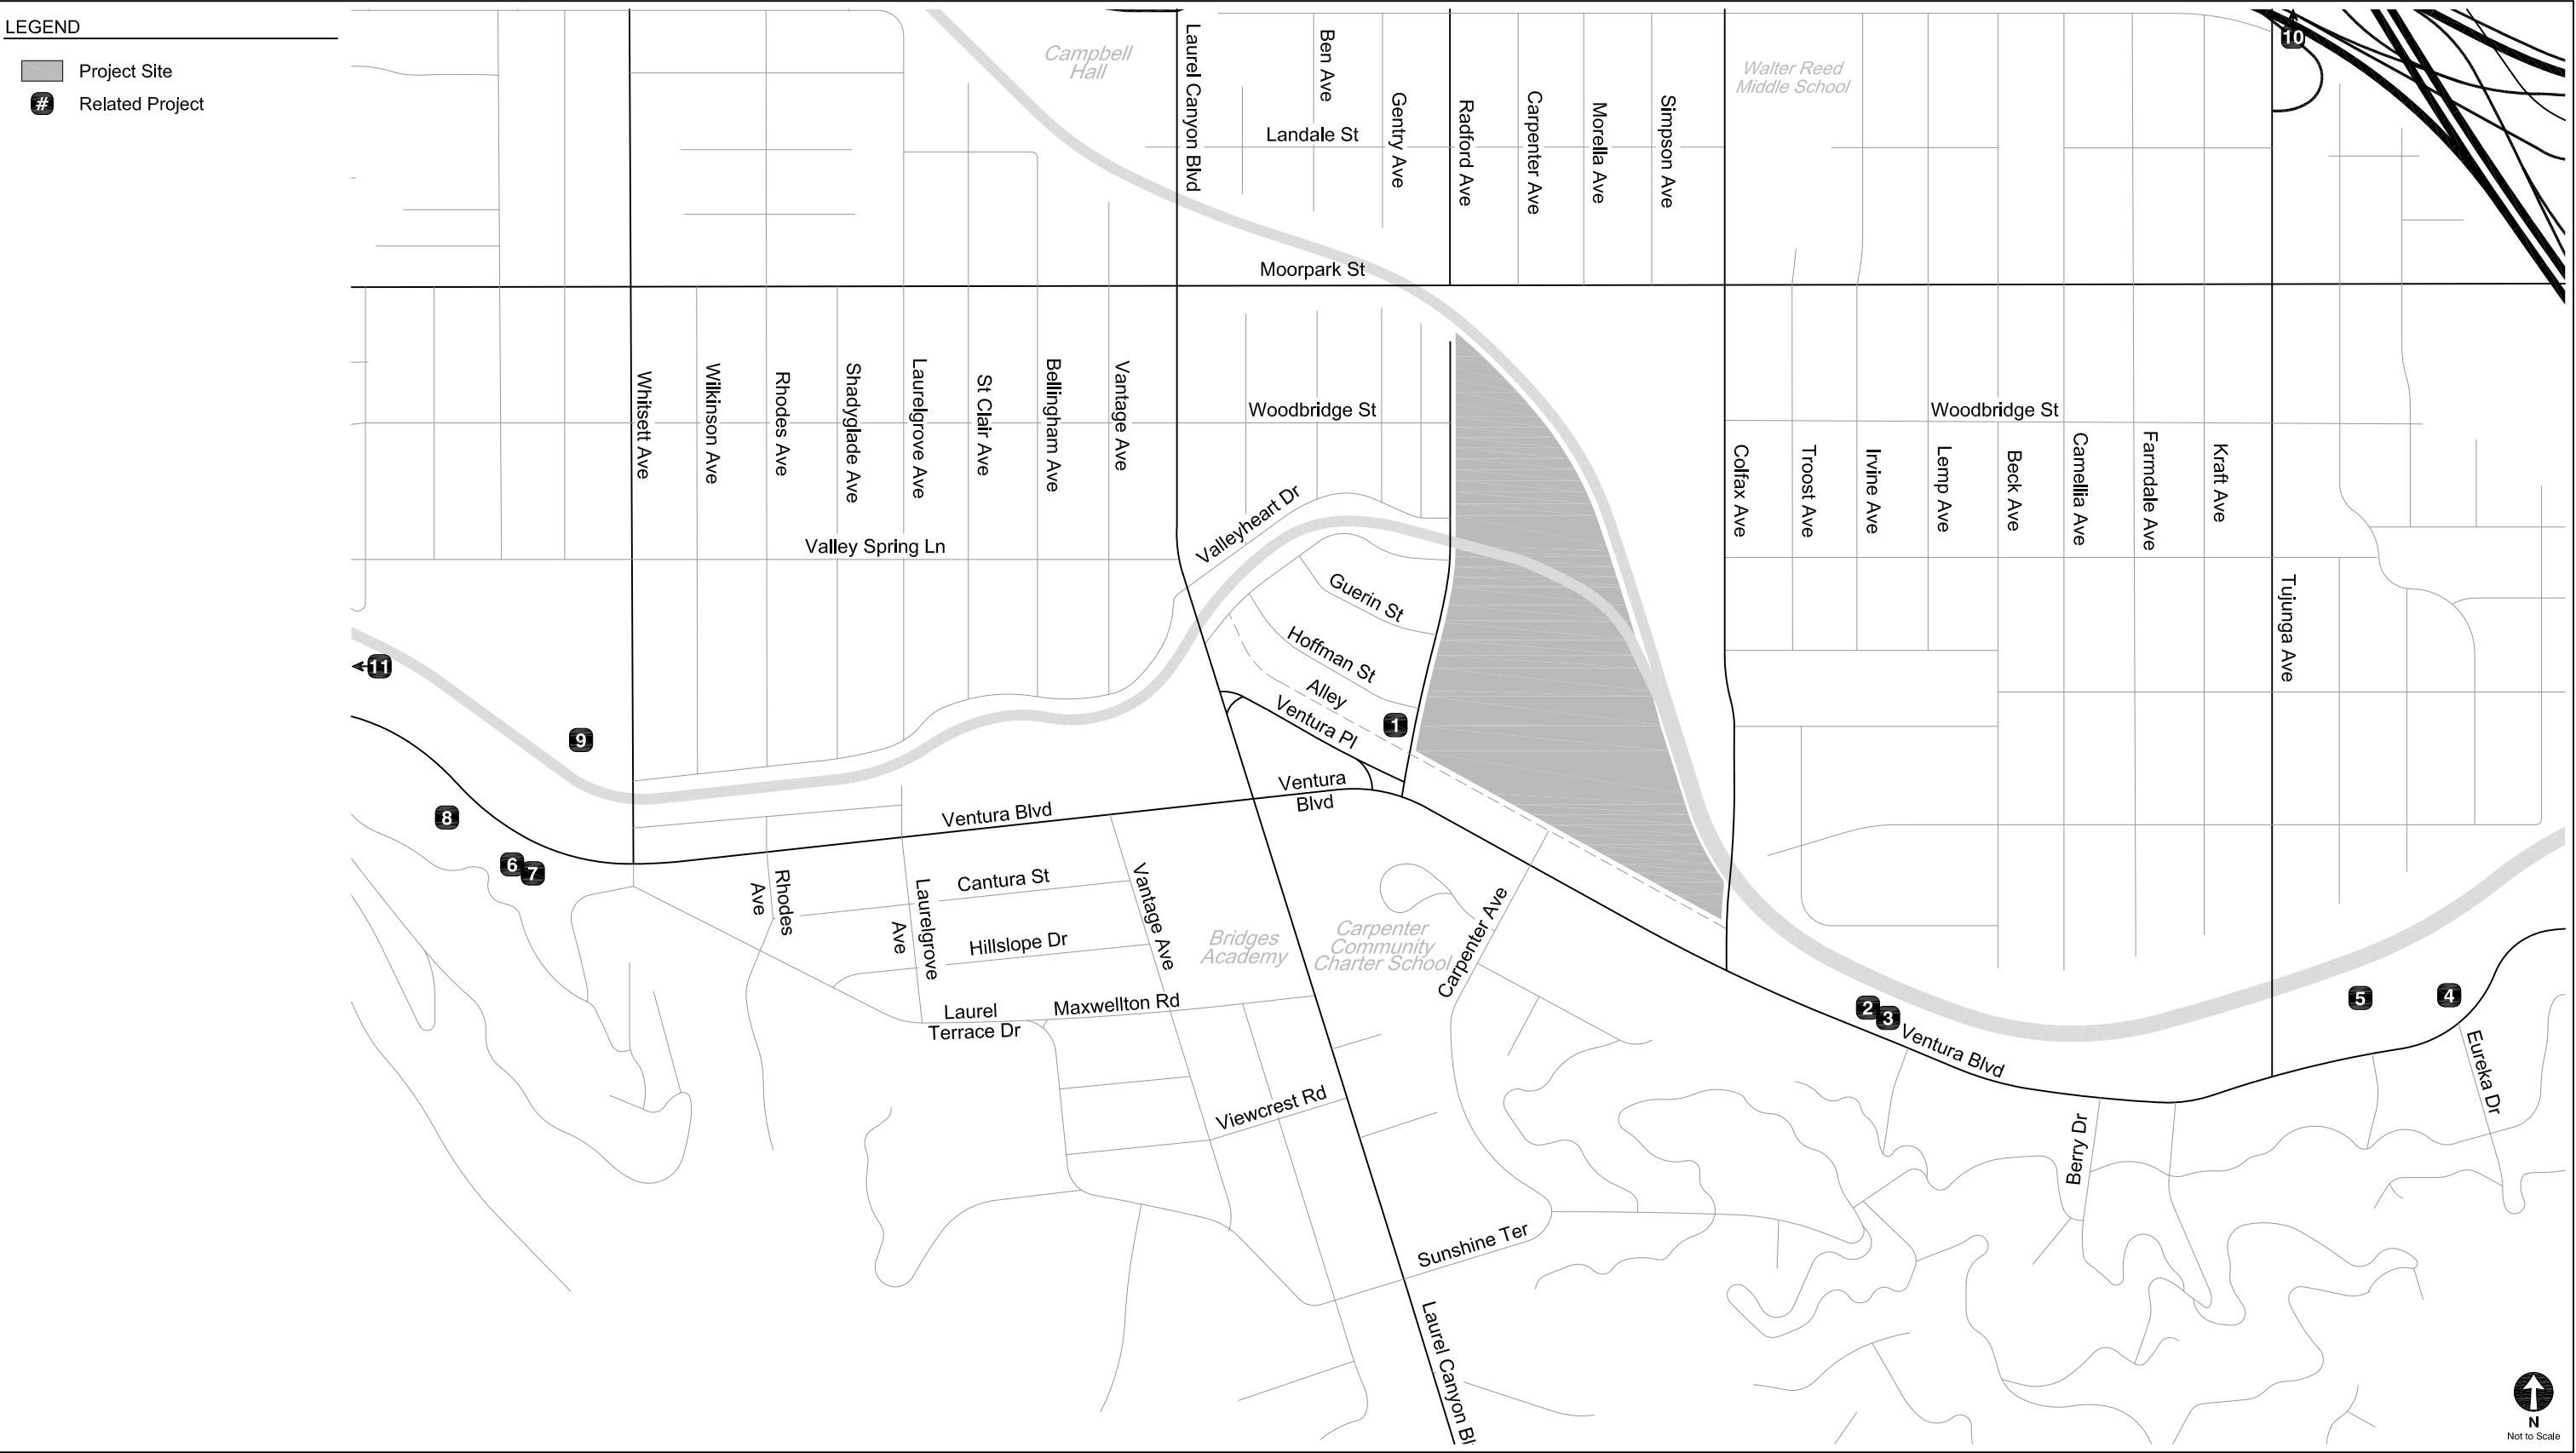 LEGEND
Project Site
# Related Project
Campbell
Hall
Laurel Canyon Blvd
Ben Ave
Gentry Ave
Radford Ave
Carpenter Ave
Morella Ave
Simpson Ave
Walter Reed
Middle School
10
Landale St
Moorpark St
Whitsett Ave
Wilkinson Ave
Rhodes Ave
Shadyglade Ave
Laurelgrove Ave
St Clair Ave
Bellingham Ave
Vantage Ave
Woodbridge St
Woodbridge St
Colfax Ave
Troost Ave
Irvine Ave
Lemp Ave
Beck Ave
Camellia Ave
Farmdale Ave
Kraft Ave
Tujunga Ave
Valley Spring Ln
Valleyheart Dr
Guerin St
Hoffman St
Alley
Ventura Pl
1
11
9
8
6
7
Ventura
Blvd
Ventura Blvd
Rhodes
Ave
Laurelgrove
Ave
Cantura St
Hillslope Dr
Vantage Ave
Laurel
Terrace Dr
Maxwellton Rd
Bridges
Academy
Carpenter
Community
Charter School
Carpenter Ave
2
3
Ventura Blvd
5
4
Eureka Dr
Berry Dr
Viewcrest Rd
Sunshine Ter
Laurel Canyon Bl
N
Not to Scale